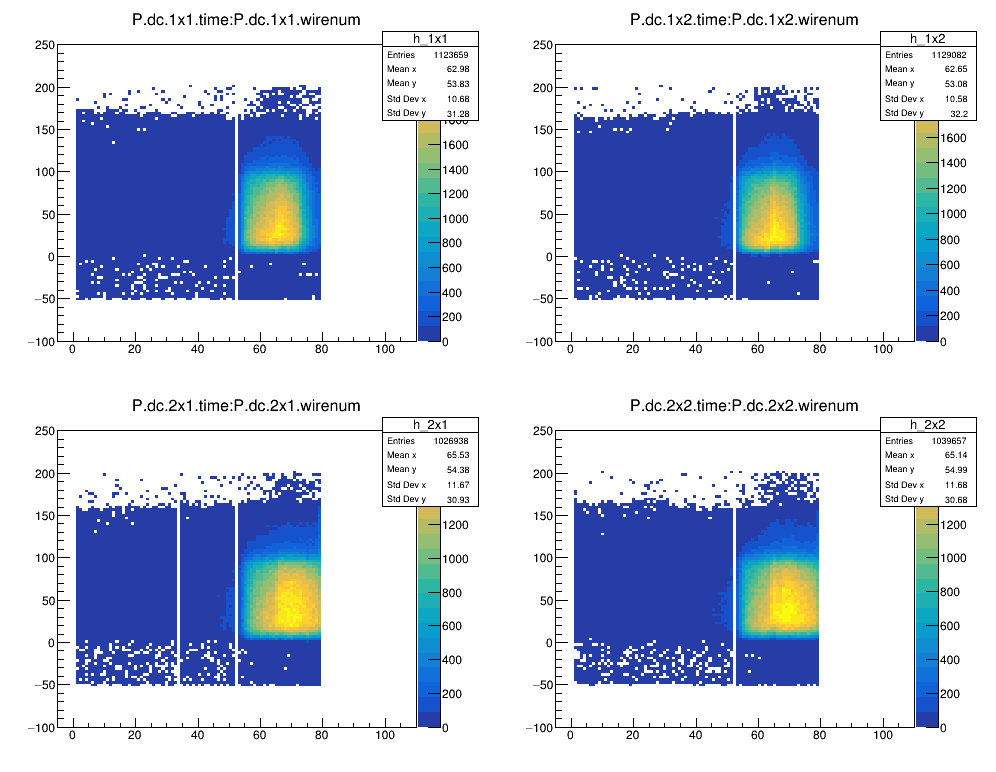 P.dc.1x1.time:P.dc.1x1.wirenum
h_1x1
Entries 1123659
Mean x 62.98
Mean y 53.83
Std Dev x 10.68
Std Dev y 31.28
250
200
150
100
50
0
−50
−100
0 20 40 60 80 100
1800
1600
1400
1200
1000
800
600
400
200
0
P.dc.1x2.time:P.dc.1x2.wirenum
h_1x2
Entries 1129082
Mean x 62.65
Mean y 53.08
Std Dev x 10.58
Std Dev y 32.2
250
200
150
100
50
0
−50
−100
0 20 40 60 80 100
1600
1400
1200
1000
800
600
400
200
0
P.dc.2x1.time:P.dc.2x1.wirenum
h_2x1
Entries 1026938
Mean x 65.53
Mean y 54.38
Std Dev x 11.67
Std Dev y 30.93
250
200
150
100
50
0
−50
−100
0 20 40 60 80 100
1200
1000
800
600
400
200
0
P.dc.2x2.time:P.dc.2x2.wirenum
h_2x2
Entries 1039657
Mean x 65.14
Mean y 54.99
Std Dev x 11.68
Std Dev y 30.68
250
200
150
100
50
0
−50
−100
0 20 40 60 80 100
1200
1000
800
600
400
200
0